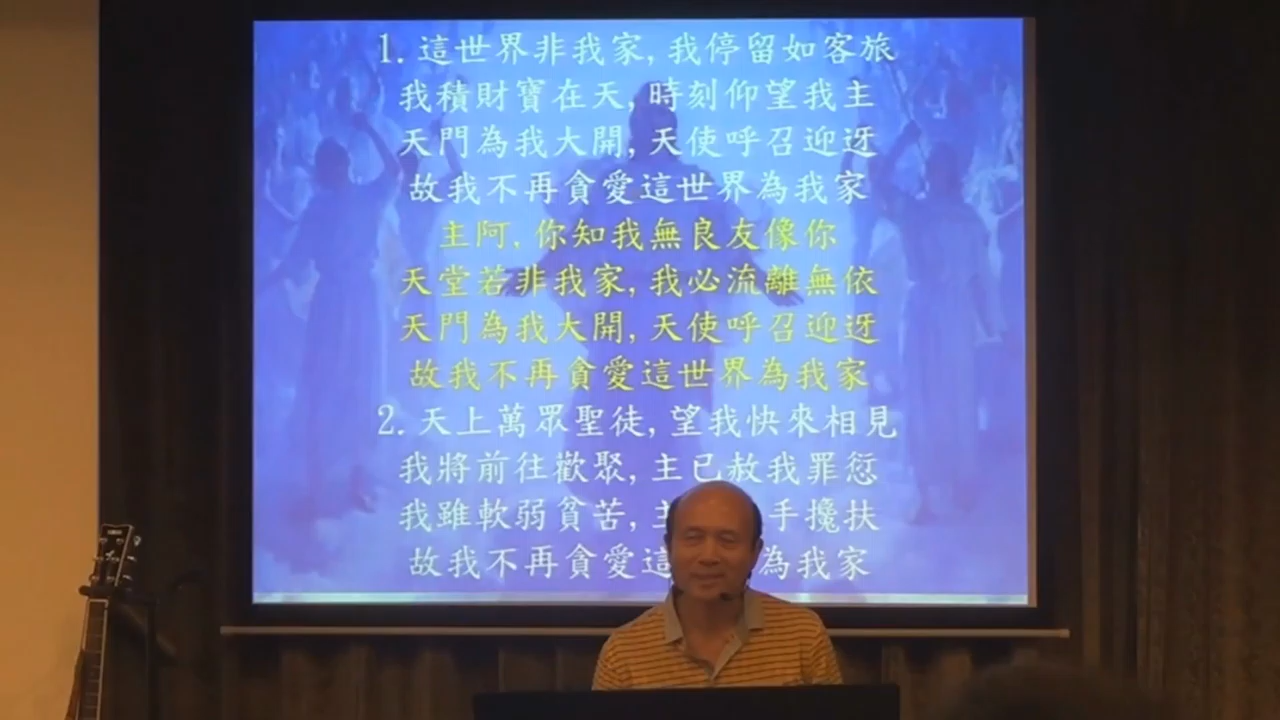 1. 這世界非我家, 我停留如客旅
我積財寶在天, 時刻仰望我主
天門為我大開, 天使呼召迎迓
故我不再貪愛這世界為我家
主阿, 你知我無良友像你
天堂若非我家, 我必流離無依
天門為我大開, 天使呼召迎迓
故我不再貪愛這世界為我家
2. 天上萬眾聖徒, 望我快來相見
我將前往歡聚, 主已赦我罪愆
我雖軟弱貧苦, 主 手攙扶
故我不再貪愛這 為我家